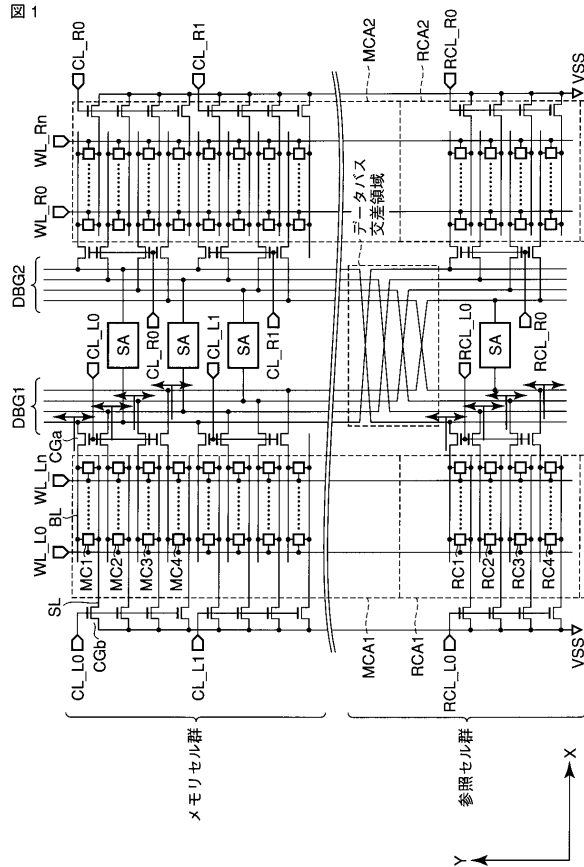 図1
CL_R0
CL_R1
MCA2
RCA2
RCL_R0
VSS
WL_Rn
WL_R0
データバス
交差領域
DBG2
CL_L0
SA
CL_R0
SA
CL_L1
SA
CL_R1
RCL_L0
SA
RCL_R0
DBG1
CGa
WL_Ln
BL
WL_L0
MC1
MC2
MC3
MC4
RC1
RC2
RC3
RC4
SL
CGb
CL_L0
CL_L1
MCA1
RCA1
RCL_L0
VSS
メモリセル群
参照セル群
Y
X